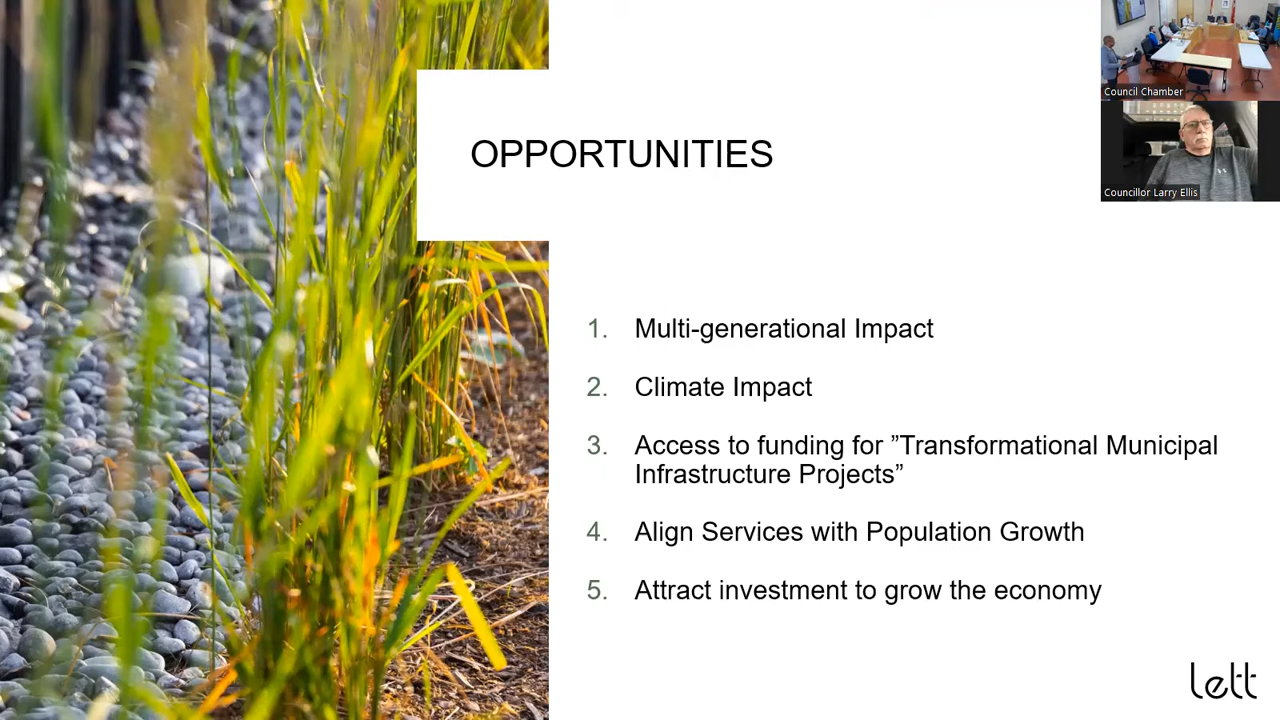 Council Chamber
OPPORTUNITIES
Councillor Larry Ellis
1. Multi-generational Impact
2. Climate Impact
3. Access to funding for ”Transformational Municipal
Infrastructure Projects”
4. Align Services with Population Growth
5. Attract investment to grow the economy
lett